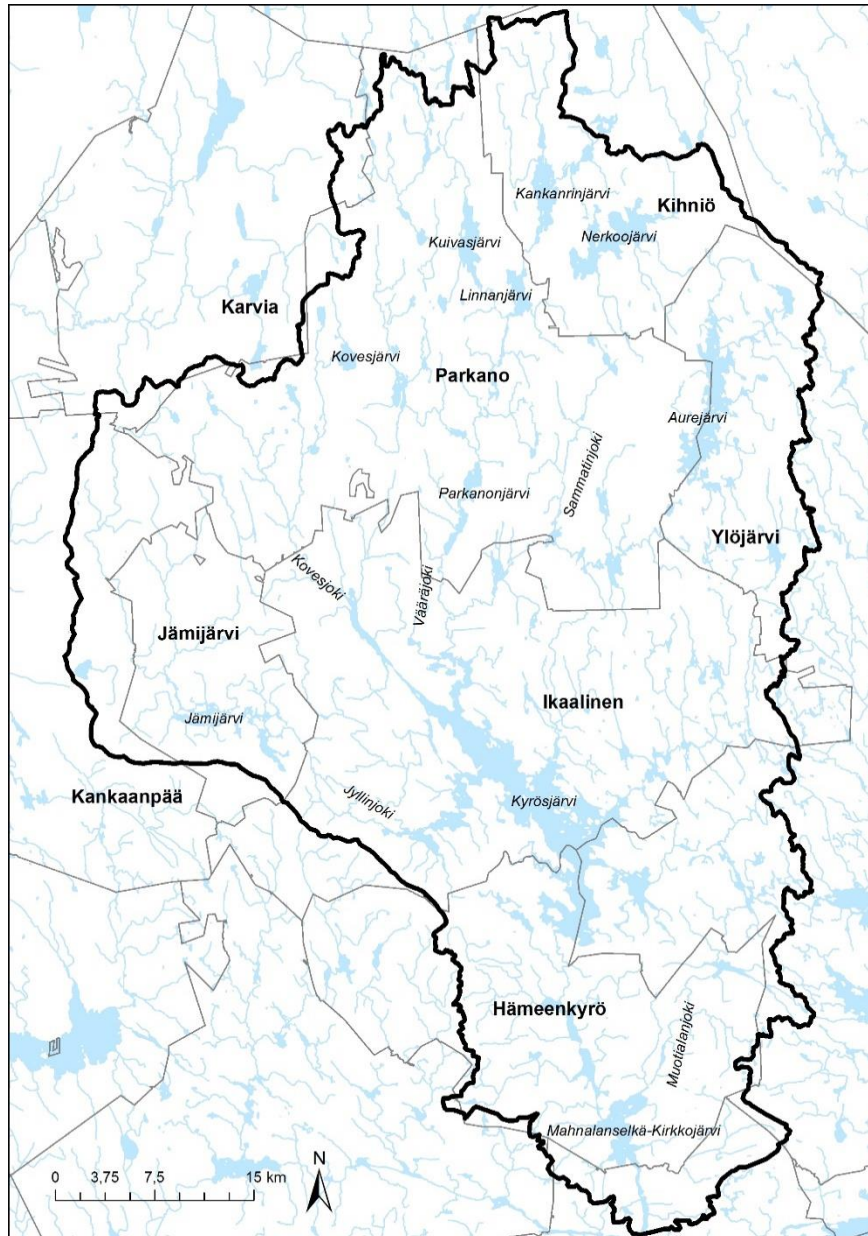 Kankanrinjärvi
Kihniö
Kuivasjärvi
Nerkoojärvi
Linnanjärvi
Karvia
Kovesjärvi
Parkano
Aurejärvi
Parkanonjärvi
Sammatinjoki
Ylöjärvi
Kovesjoki
Vääräjoki
Jämijärvi
Ikaalinen
Jämijärvi
Kankaanpää
Jyllinjoki
Kyrösjärvi
Hämeenkyrö
Muotialanjoki
Mahnalanselkä-Kirkkojärvi
N
0 3,75 7,5 15 km